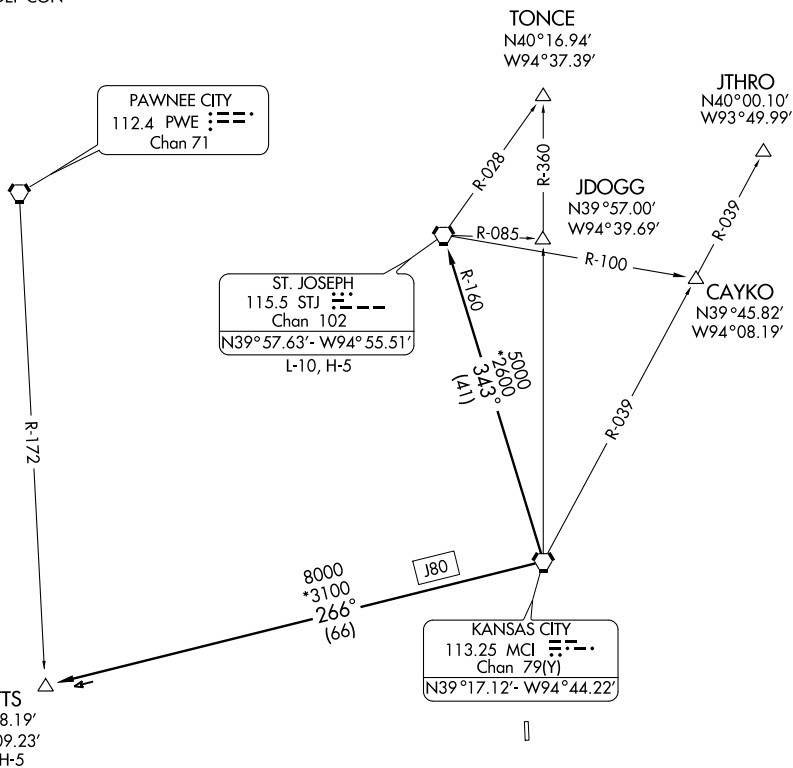 TONCE
N40°16.94′
W94°37.39′
JTHRO
N40°00.10′
W93°49.99′
PAWNEE CITY
112.4 PWE
Chan 71
R-028
R-360
R-039
JDOGG
N39°57.00′
W94°39.69′
R-085
R-100
ST. JOSEPH
115.5 STJ
Chan 102
N39°57.63′- W94°55.51′
L-10, H-5
R-160
CAYKO
N39°45.82′
W94°08.19′
5000
*2600
343°
(41)
R-039
R-172
J80
8000
*3100
266°
(66)
KANSAS CITY
113.25 MCI
Chan 79(Y)
N39°17.12′- W94°44.22′
TS
8.19′
09.23′
H-5